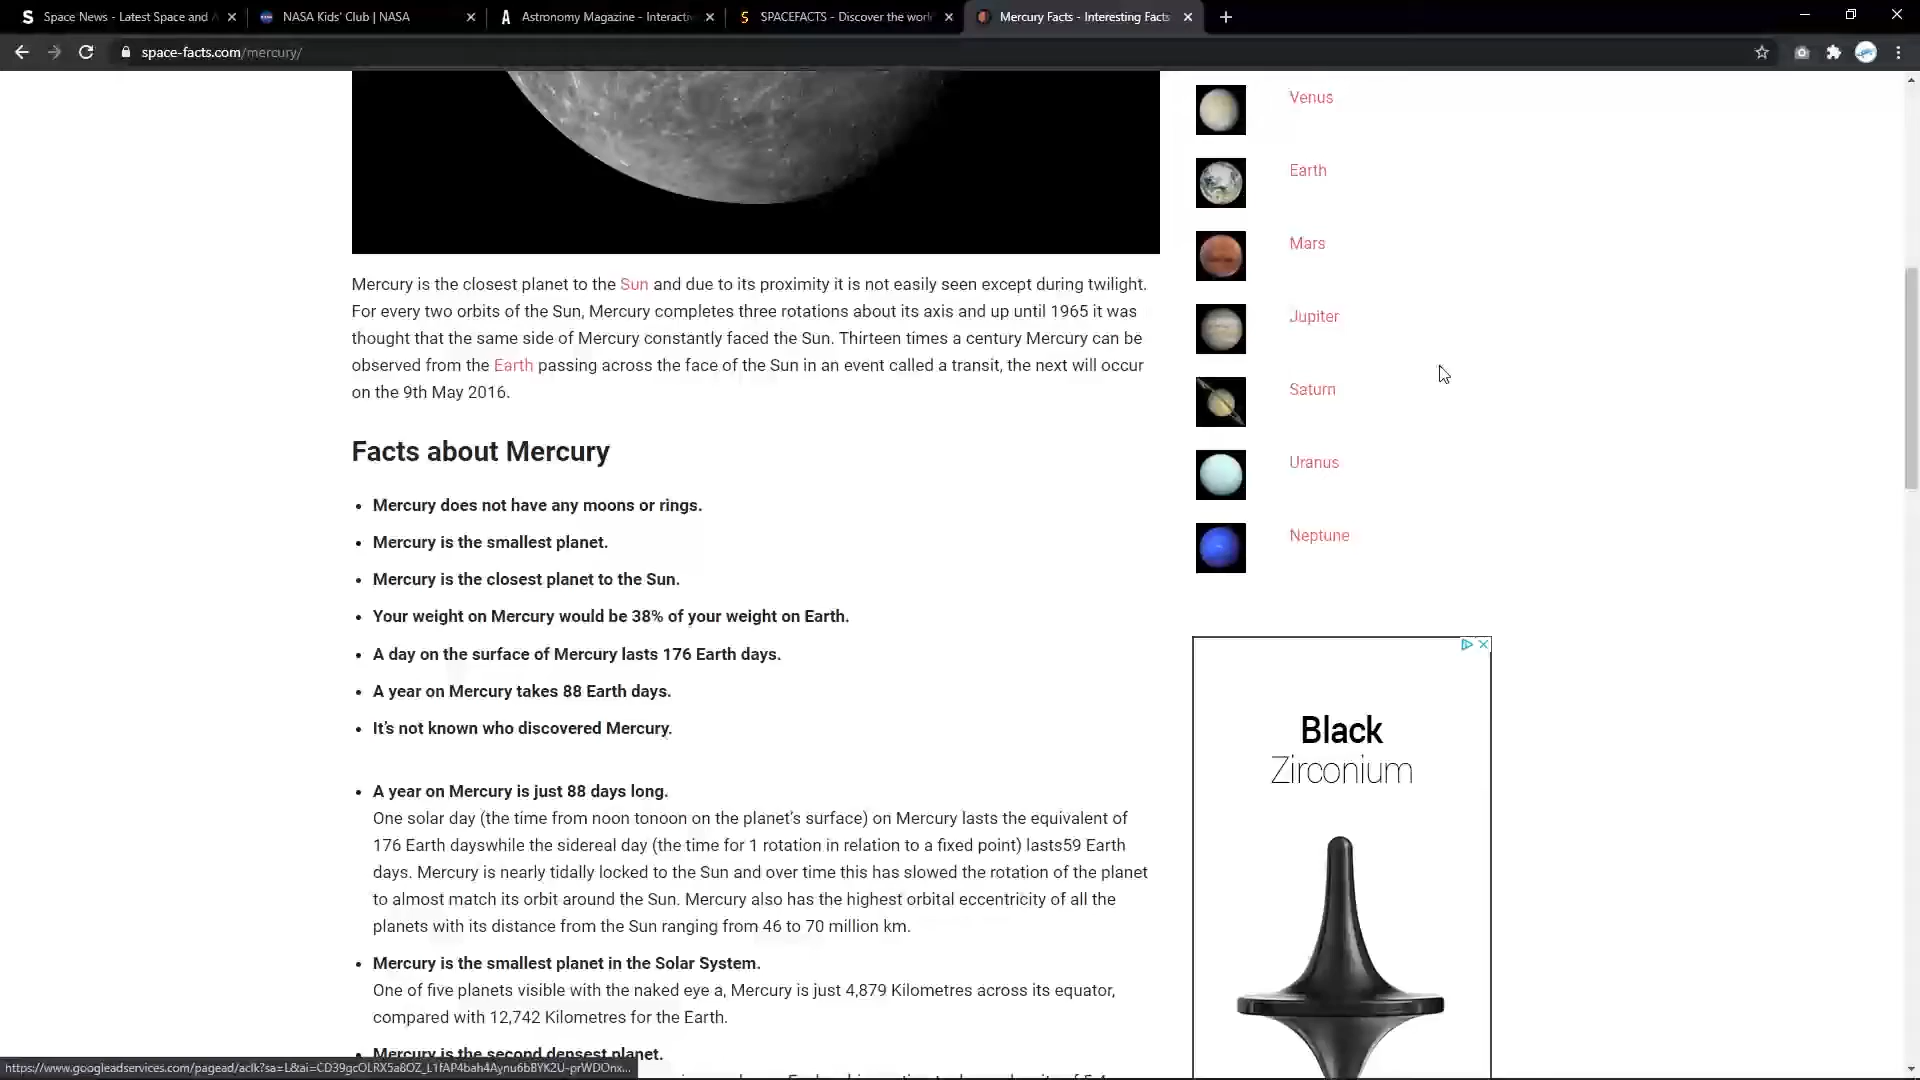 Space News - Latest Space and A
NASA Kids' Club | NASA
Astronomy Magazine - Interactiv
SPACEFACTS - Discover the worl
Mercury Facts - Interesting Facts
space-facts.com/mercury/
Mercury is the closest planet to the Sun and due to its proximity it is not easily seen except during twilight.
For every two orbits of the Sun, Mercury completes three rotations about its axis and up until 1965 it was
thought that the same side of Mercury constantly faced the Sun. Thirteen times a century Mercury can be
observed from the Earth passing across the face of the Sun in an event called a transit, the next will occur
on the 9th May 2016.
Facts about Mercury
• Mercury does not have any moons or rings.
• Mercury is the smallest planet.
• Mercury is the closest planet to the Sun.
• Your weight on Mercury would be 38% of your weight on Earth.
• A day on the surface of Mercury lasts 176 Earth days.
• A year on Mercury takes 88 Earth days.
• It's not known who discovered Mercury.
• A year on Mercury is just 88 days long.
One solar day (the time from noon tonoon on the planet's surface) on Mercury lasts the equivalent of
176 Earth dayswhile the sidereal day (the time for 1 rotation in relation to a fixed point) lasts59 Earth
days. Mercury is nearly tidally locked to the Sun and over time this has slowed the rotation of the planet
to almost match its orbit around the Sun. Mercury also has the highest orbital eccentricity of all the
planets with its distance from the Sun ranging from 46 to 70 million km.
• Mercury is the smallest planet in the Solar System.
One of five planets visible with the naked eye a, Mercury is just 4,879 Kilometres across its equator,
compared with 12,742 Kilometres for the Earth.
• Mercury is the second densest planet.
Venus
Earth
Mars
Jupiter
Saturn
Uranus
Neptune
Black
Zirconium